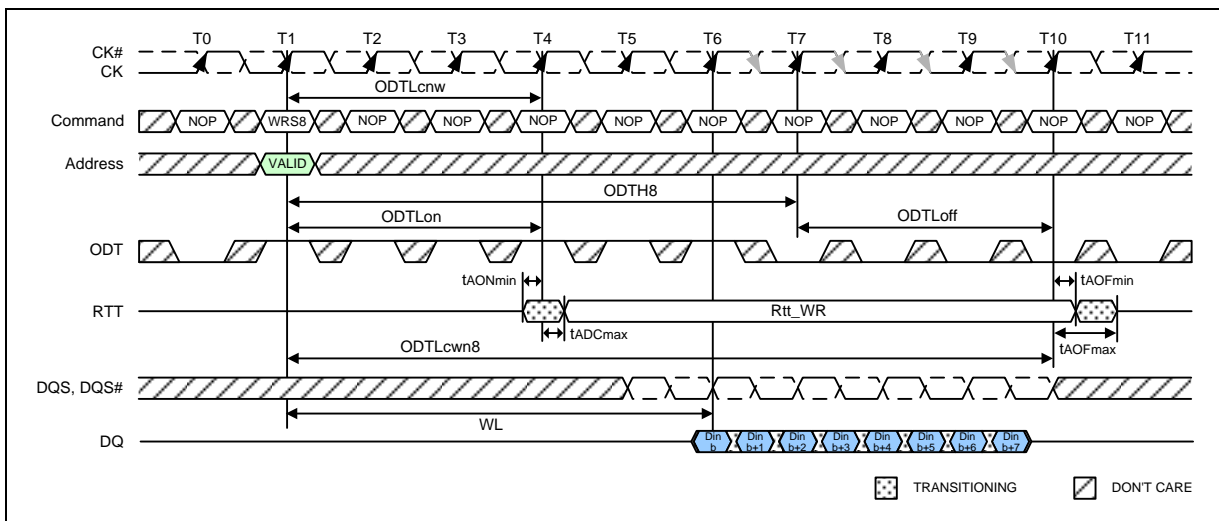 T0 T1 T2 T3 T4 T5 T6 T7 T8 T9 T10 T11
CK#
CK
ODTLcnw
Command NOP WRS8 NOP NOP NOP NOP NOP NOP NOP NOP NOP NOP
Address VALID
ODTH8
ODTLon ODTLoff
ODT
tAONmin tAOFmin
RTT Rtt_WR
tADCmax
ODTLcwn8 tAOFmax
DQS, DQS#
WL
DQ Din b Din b+1 Din b+2 Din b+3 Din b+4 Din b+5 Din b+6 Din b+7
TRANSITIONING DON'T CARE